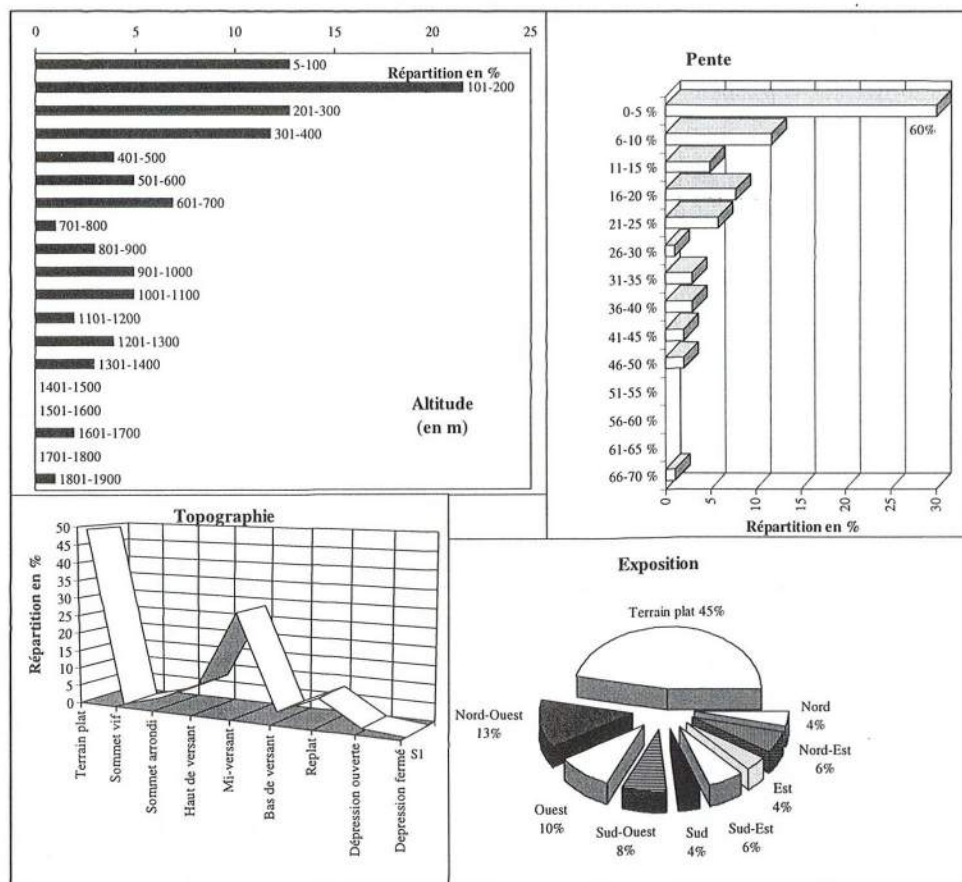 0 5 10 15 20 25
Répartition en %
5-100
101-200
201-300
301-400
401-500
501-600
601-700
701-800
801-900
901-1000
1001-1100
1101-1200
1201-1300
1301-1400
1401-1500
1501-1600
1601-1700
1701-1800
1801-1900
Altitude
(en m)
Pente
0-5 %
60%
6-10 %
11-15 %
16-20 %
21-25 %
26-30 %
31-35 %
36-40 %
41-45 %
46-50 %
51-55 %
56-60 %
61-65 %
66-70 %
0 5 10 15 20 25 30
Répartition en %
Topographie
Répartition en %
50
45
40
35
30
25
20
15
10
5
0
Terrain plat
Sommet vif
Sommet arrondi
Haut de versant
Mi-versant
Bas de versant
Replat
Dépression ouverte
Depression fermé
S1
Exposition
Terrain plat 45%
Nord
4%
Nord-Est
6%
Est
4%
Sud-Est
6%
Sud
4%
Sud-Ouest
8%
Ouest
10%
Nord-Ouest
13%